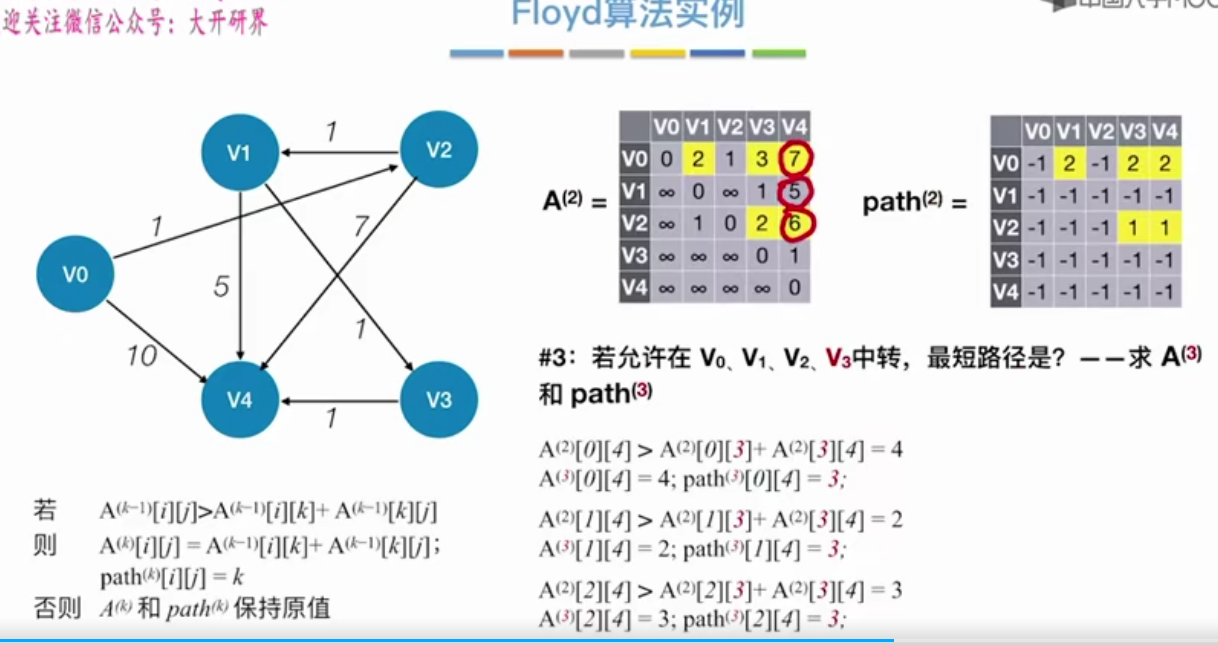 迎关注微信公众号：大开研界
Floyd算法实例
V1
V2
V0
V4
V3
1
1
7
5
1
10
1
A(2) =
V0 V1 V2 V3 V4
V0 0 2 1 3 7
V1 ∞ 0 ∞ 1 5
V2 ∞ 1 0 2 6
V3 ∞ ∞ ∞ 0 1
V4 ∞ ∞ ∞ ∞ 0
path(2) =
V0 V1 V2 V3 V4
V0 -1 2 -1 2 2
V1 -1 -1 -1 -1 -1
V2 -1 -1 -1 1 1
V3 -1 -1 -1 -1 -1
V4 -1 -1 -1 -1 -1
#3：若允许在 V0、V1、V2、V3中转，最短路径是？——求 A(3)
和 path(3)
A(2)[0][4] > A(2)[0][3]+ A(2)[3][4] = 4
A(3)[0][4] = 4; path(3)[0][4] = 3;
A(2)[1][4] > A(2)[1][3]+ A(2)[3][4] = 2
A(3)[1][4] = 2; path(3)[1][4] = 3;
A(2)[2][4] > A(2)[2][3]+ A(2)[3][4] = 3
A(3)[2][4] = 3; path(3)[2][4] = 3;
若 A(k−1)[i][j]>A(k−1)[i][k]+ A(k−1)[k][j]
则 A(k)[i][j] = A(k−1)[i][k]+ A(k−1)[k][j]；
path(k)[i][j] = k
否则 A(k) 和 path(k) 保持原值